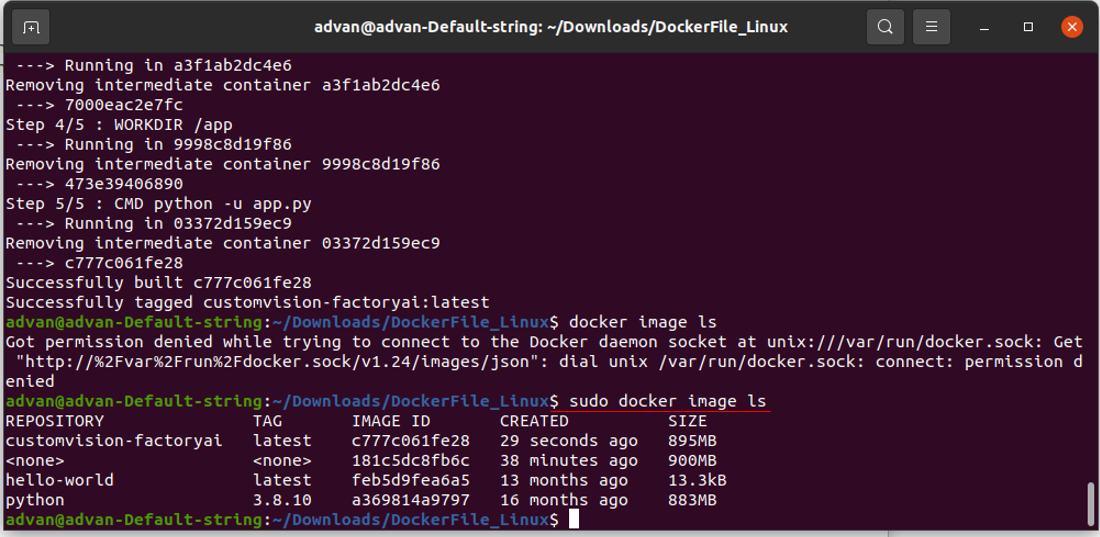 advan@advan-Default-string: ~/Downloads/DockerFile_Linux
---> Running in a3f1ab2dc4e6
Removing intermediate container a3f1ab2dc4e6
---> 7000eac2e7fc
Step 4/5 : WORKDIR /app
---> Running in 9998c8d19f86
Removing intermediate container 9998c8d19f86
---> 473e39406890
Step 5/5 : CMD python -u app.py
---> Running in 03372d159ec9
Removing intermediate container 03372d159ec9
---> c777c061fe28
Successfully built c777c061fe28
Successfully tagged customvision-factoryai:latest
advan@advan-Default-string:~/Downloads/DockerFile_Linux$ docker image ls
Got permission denied while trying to connect to the Docker daemon socket at unix:///var/run/docker.sock: Get
"http://%2Fvar%2Frun%2Fdocker.sock/v1.24/images/json": dial unix /var/run/docker.sock: connect: permission d
enied
advan@advan-Default-string:~/Downloads/DockerFile_Linux$ sudo docker image ls
REPOSITORY TAG IMAGE ID CREATED SIZE
customvision-factoryai latest c777c061fe28 29 seconds ago 895MB
<none> <none> 181c5dc8fb6c 38 minutes ago 900MB
hello-world latest feb5d9fea6a5 13 months ago 13.3kB
python 3.8.10 a369814a9797 16 months ago 883MB
advan@advan-Default-string:~/Downloads/DockerFile_Linux$